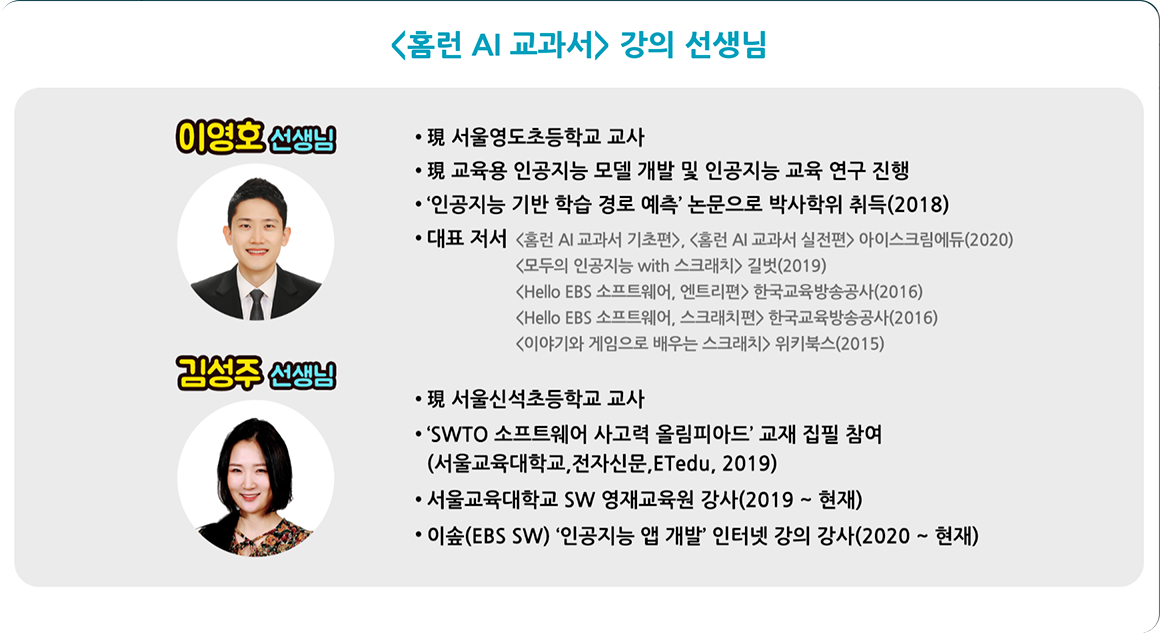 <홈런 AI 교과서> 강의 선생님
이영호 선생님
• 現 서울영도초등학교 교사
• 現 교육용 인공지능 모델 개발 및 인공지능 교육 연구 진행
• ‘인공지능 기반 학습 경로 예측’ 논문으로 박사학위 취득(2018)
• 대표 저서 <홈런 AI 교과서 기초편>, <홈런 AI 교과서 실전편> 아이스크림에듀(2020)
<모두의 인공지능 with 스크래치> 길벗(2019)
<Hello EBS 소프트웨어, 엔트리편> 한국교육방송공사(2016)
<Hello EBS 소프트웨어, 스크래치편> 한국교육방송공사(2016)
<이야기와 게임으로 배우는 스크래치> 위키북스(2015)
김성주 선생님
• 現 서울신석초등학교 교사
• ‘SWTO 소프트웨어 사고력 올림피아드’ 교재 집필 참여
(서울교육대학교,전자신문,ETedu, 2019)
• 서울교육대학교 SW 영재교육원 강사(2019 ~ 현재)
• 이솦(EBS SW) ‘인공지능 앱 개발’ 인터넷 강의 강사(2020 ~ 현재)